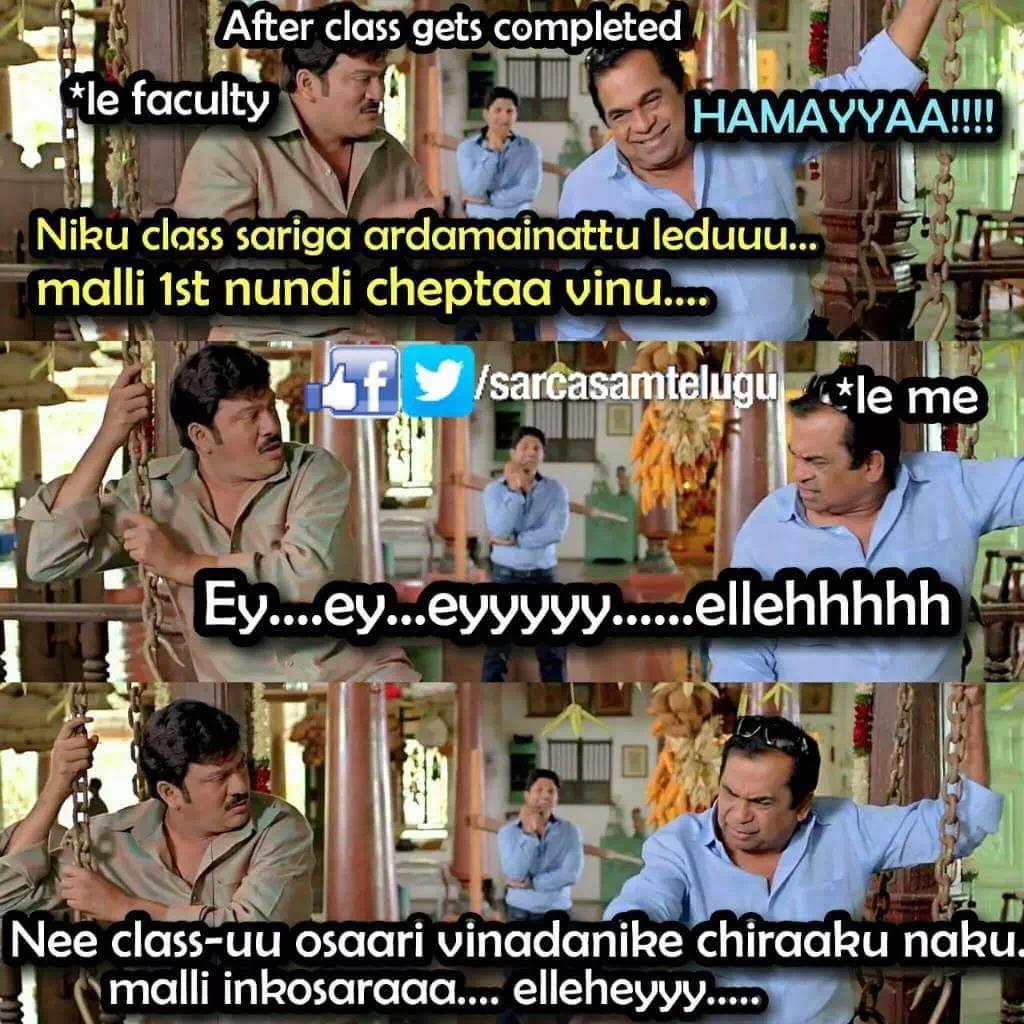 After class gets completed
*le faculty
HAMAYYAA!!!!
Niku class sariga ardamainattu leduuu...
malli 1st nundi cheptaa vinu....
f /sarcasamtelugu
*le me
Ey....ey...eyyyyy......ellehhhhh
Nee class-uu osaari vinadanike chiraaku naku.
malli inkosaraaa.... elleheyyy.....